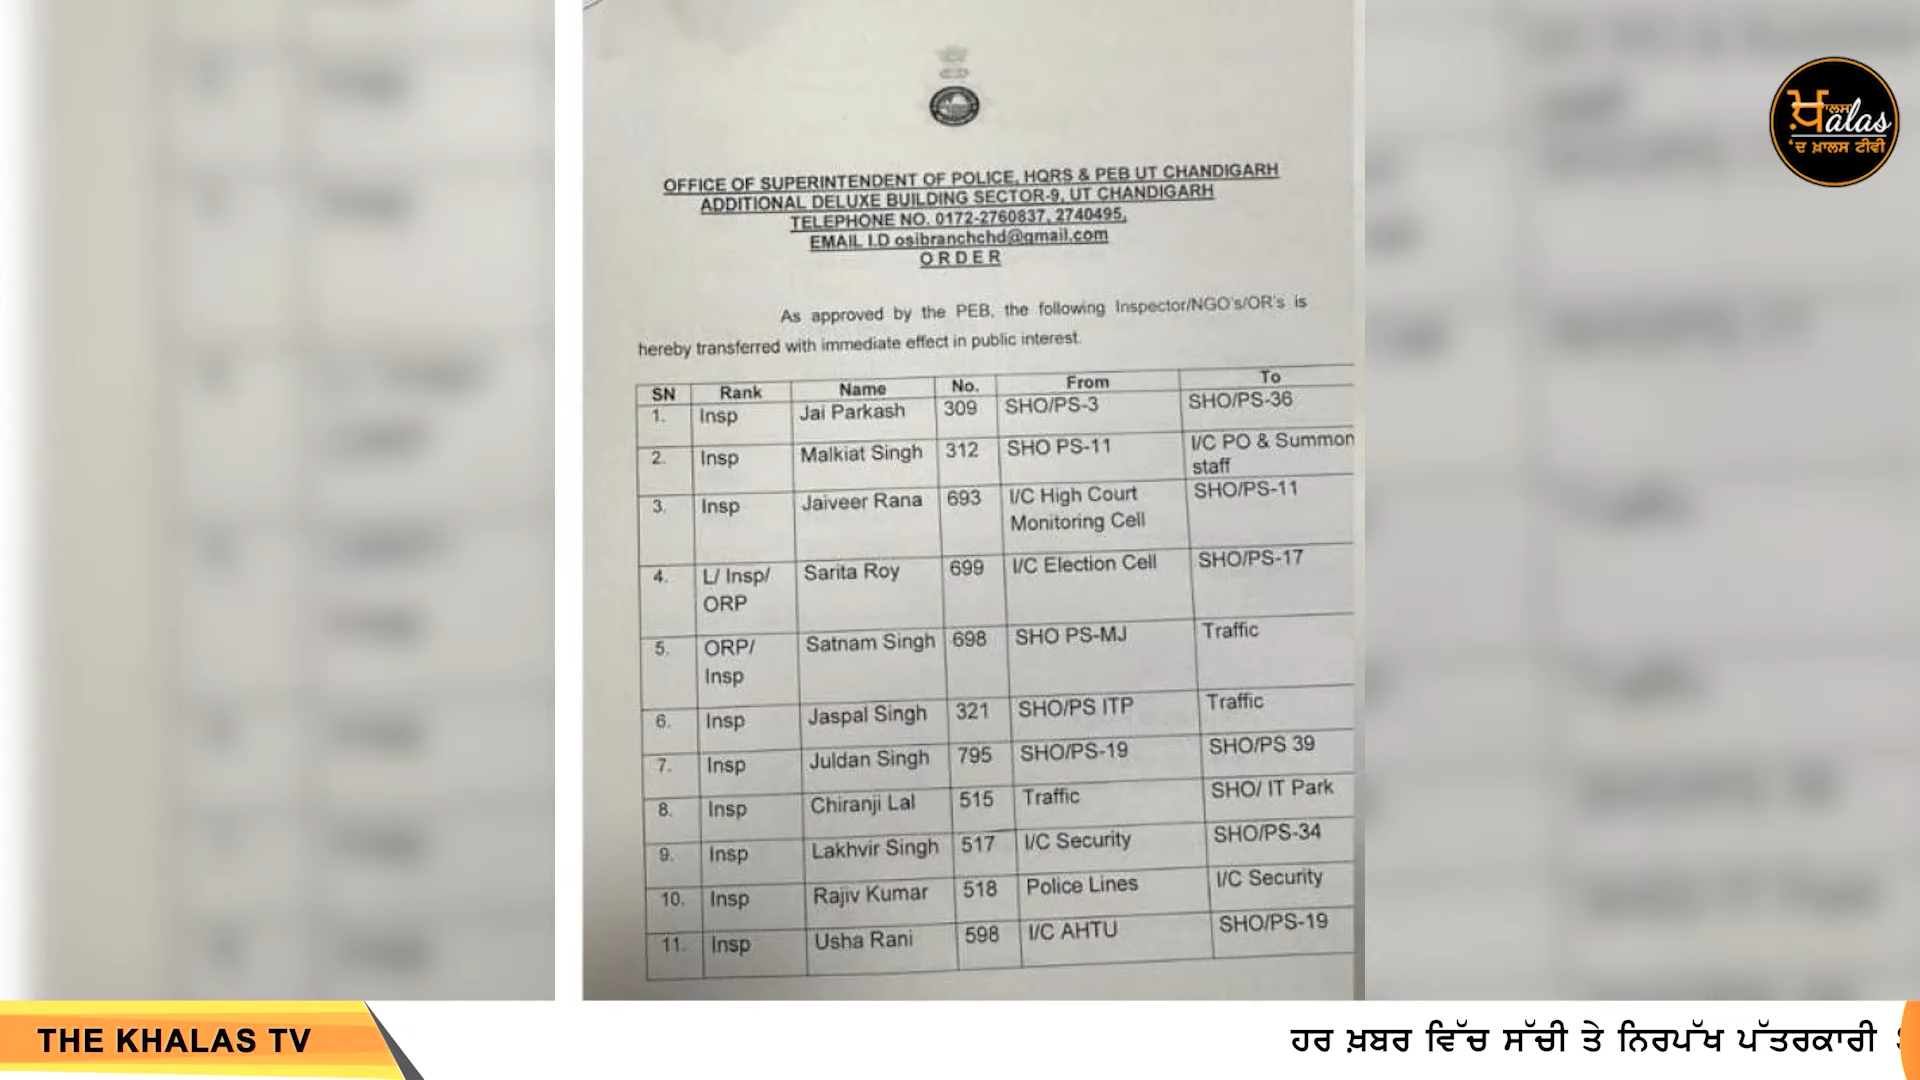 OFFICE OF SUPERINTENDENT OF POLICE, HQRS & PEB UT CHANDIGARH
ADDITIONAL DELUXE BUILDING SECTOR-9, UT CHANDIGARH
TELEPHONE NO. 0172-2760837, 2740495,
EMAIL I.D osibranchchd@gmail.com
ORDER
As approved by the PEB, the following Inspector/NGO's/OR's is
hereby transferred with immediate effect in public interest.
SN Rank Name No. From To
1. Insp Jai Parkash 309 SHO/PS-3 SHO/PS-36
2. Insp Malkiat Singh 312 SHO PS-11 I/C PO & Summon
staff
3. Insp Jaiveer Rana 693 I/C High Court SHO/PS-11
Monitoring Cell
4. L/ Insp/ Sarita Roy 699 I/C Election Cell SHO/PS-17
ORP
5. ORP/ Satnam Singh 698 SHO PS-MJ Traffic
Insp
6. Insp Jaspal Singh 321 SHO/PS ITP Traffic
7. Insp Juldan Singh 795 SHO/PS-19 SHO/PS 39
8. Insp Chiranji Lal 515 Traffic SHO/ IT Park
9. Insp Lakhvir Singh 517 I/C Security SHO/PS-34
10. Insp Rajiv Kumar 518 Police Lines I/C Security
11. Insp Usha Rani 598 I/C AHTU SHO/PS-19
ਖ਼ਾਲਸ alas
'ਦ ਖ਼ਾਲਸ ਟੀਵੀ
THE KHALAS TV
ਹਰ ਖ਼ਬਰ ਵਿੱਚ ਸੱਚੀ ਤੇ ਨਿਰਪੱਖ ਪੱਤਰਕਾਰੀ